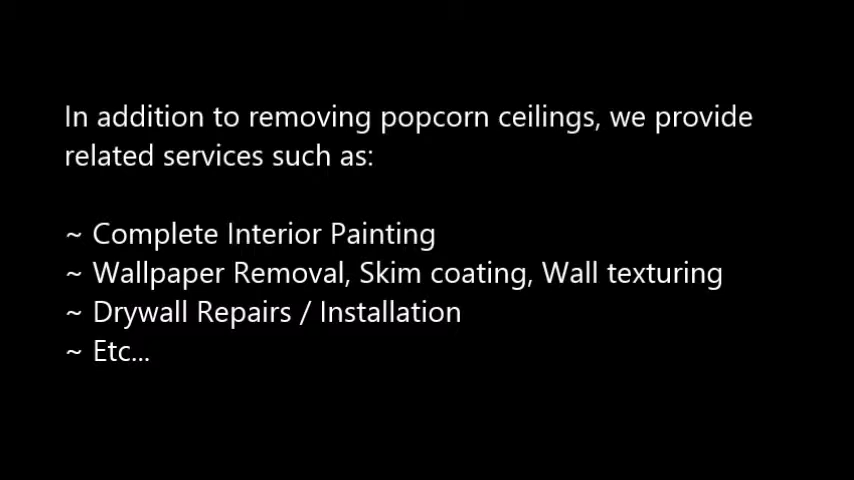 In addition to removing popcorn ceilings, we provide
related services such as:
~ Complete Interior Painting
~ Wallpaper Removal, Skim coating, Wall texturing
~ Drywall Repairs / Installation
~ Etc...